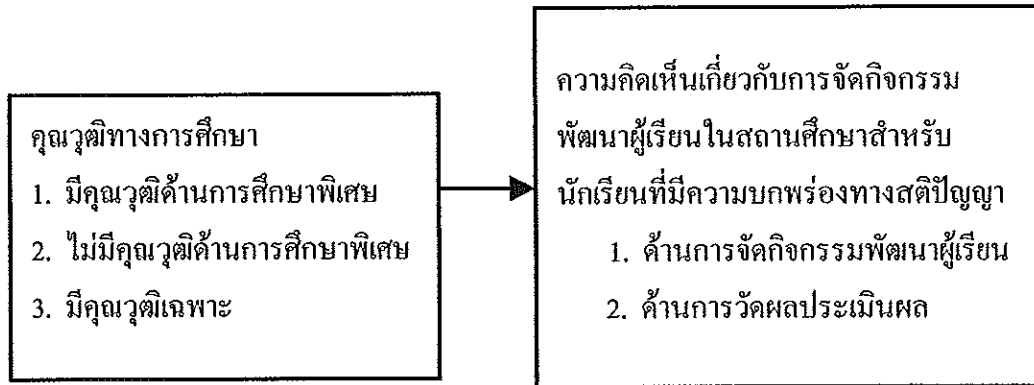 คุณวุฒิทางการศึกษา
1. มีคุณวุฒิด้านการศึกษาพิเศษ
2. ไม่มีคุณวุฒิด้านการศึกษาพิเศษ
3. มีคุณวุฒิเฉพาะ
ความคิดเห็นเกี่ยวกับการจัดกิจกรรม
พัฒนาผู้เรียนในสถานศึกษาสำหรับ
นักเรียนที่มีความบกพร่องทางสติปัญญา
1. ด้านการจัดกิจกรรมพัฒนาผู้เรียน
2. ด้านการวัดผลประเมินผล